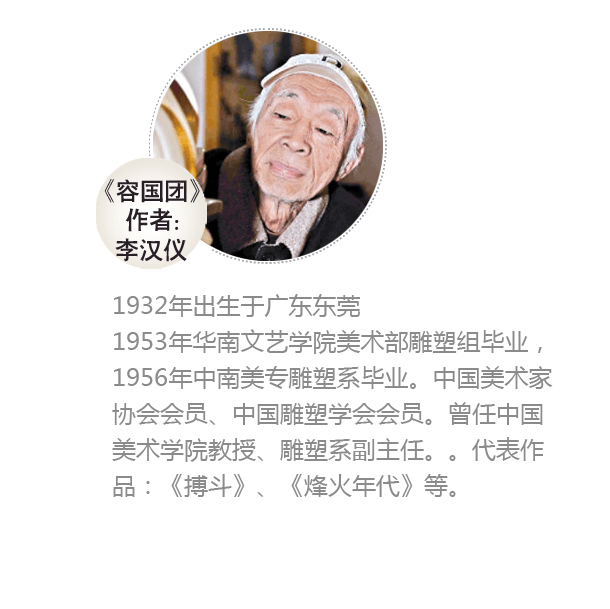 《容国团》
作者:
李汉仪
1932年出生于广东东莞
1953年华南文艺学院美术部雕塑组毕业，
1956年中南美专雕塑系毕业。中国美术家
协会会员、中国雕塑学会会员。曾任中国
美术学院教授、雕塑系副主任。。代表作
品：《搏斗》、《烽火年代》等。